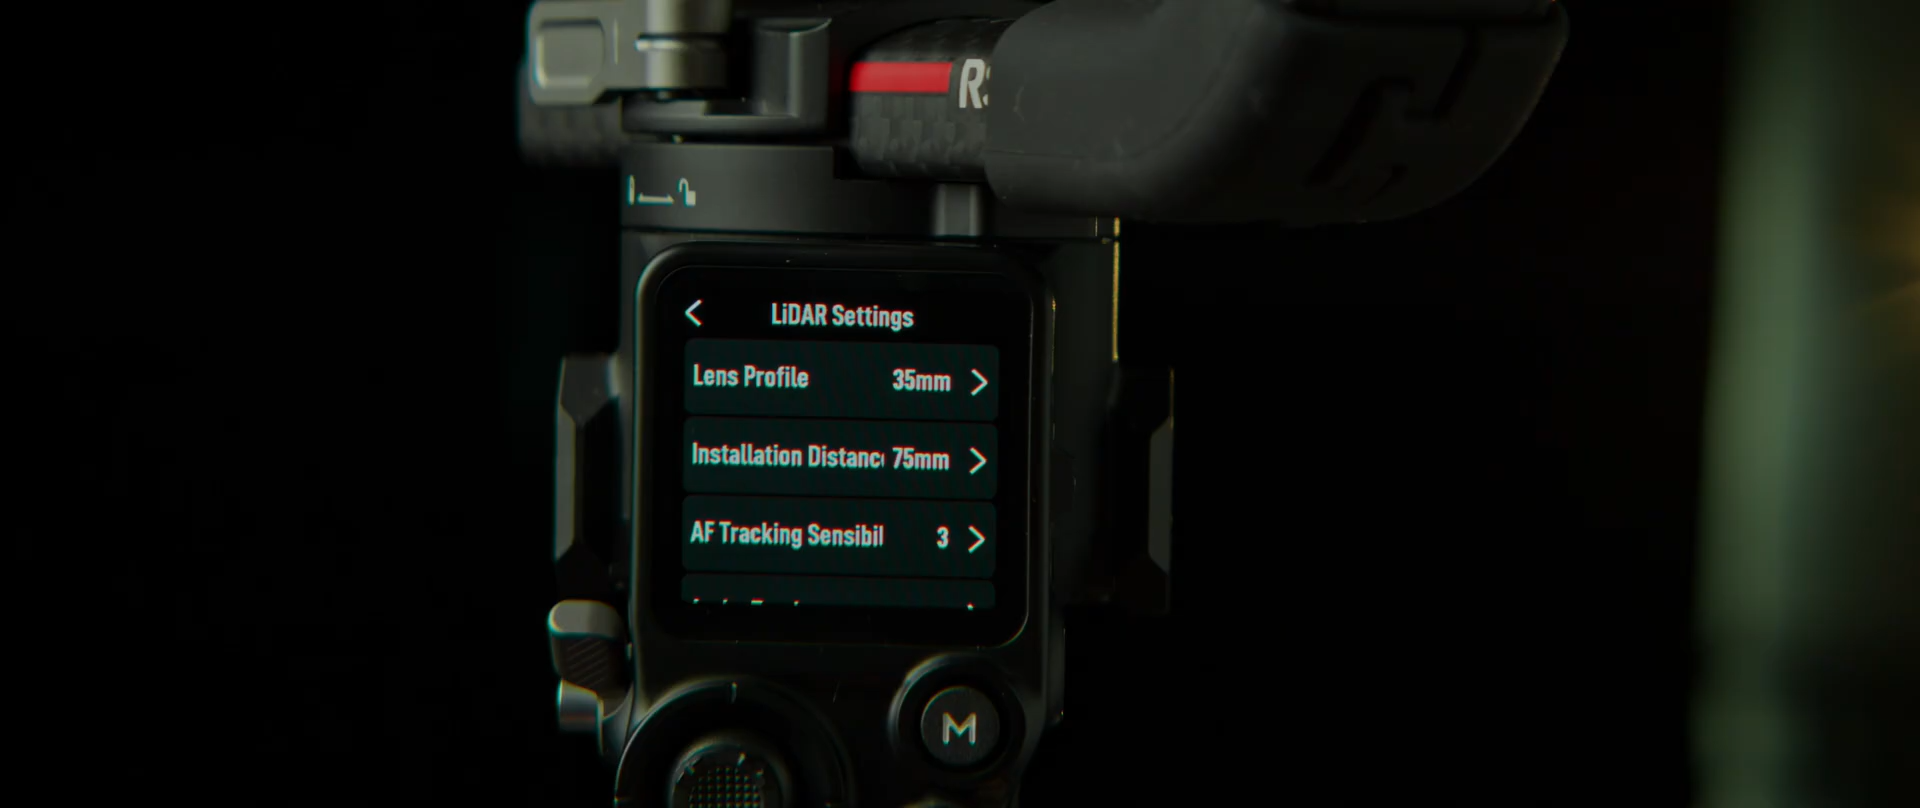 LiDAR Settings
Lens Profile 35mm
Installation Distanc 75mm
AF Tracking Sensibil 3
M